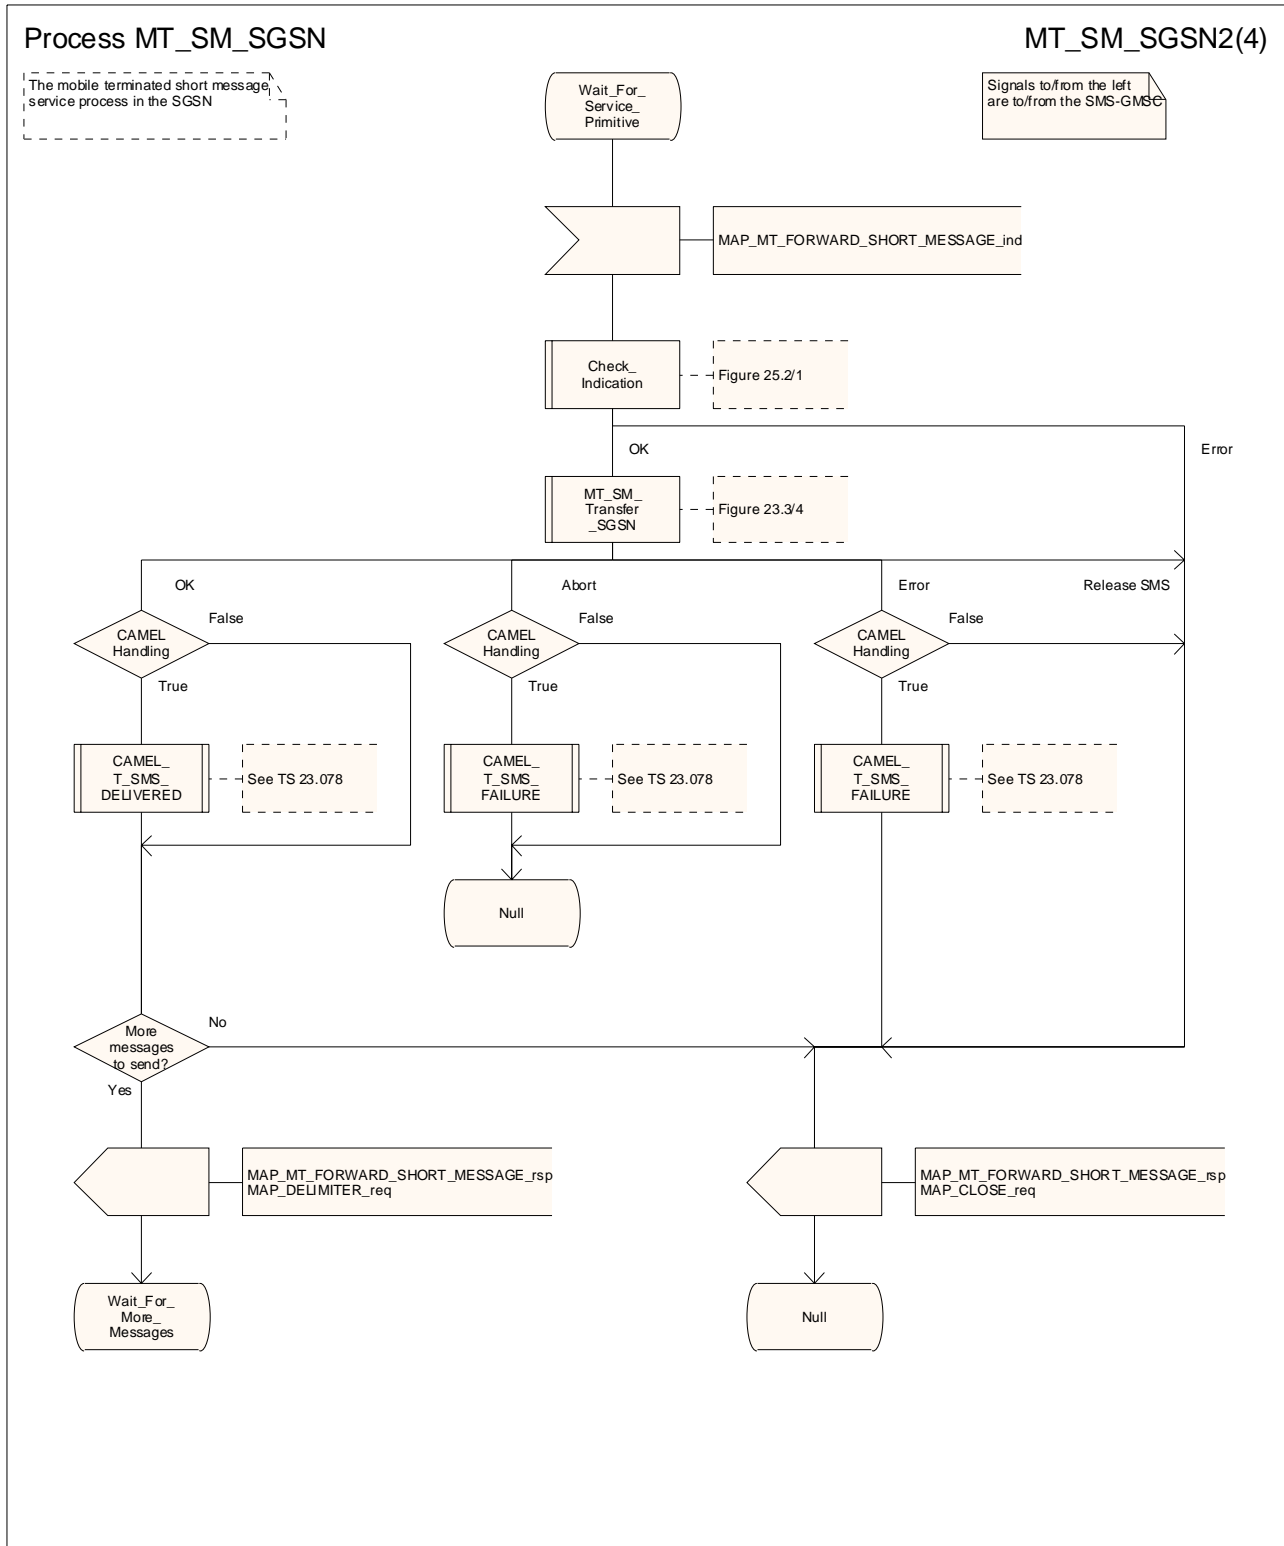 Process MT_SM_SGSN
MT_SM_SGSN2(4)
The mobile terminated short message
service process in the SGSN
Wait_For_
Service_
Primitive
Signals to/from the left
are to/from the SMS-GMSC
MAP_MT_FORWARD_SHORT_MESSAGE_ind
Check_
Indication
Figure 25.2/1
OK
Error
MT_SM_
Transfer
_SGSN
Figure 23.3/4
OK
Abort
Error
Release SMS
CAMEL
Handling
False
CAMEL
Handling
False
CAMEL
Handling
False
True
True
True
CAMEL_
T_SMS_
DELIVERED
See TS 23.078
CAMEL_
T_SMS_
FAILURE
See TS 23.078
CAMEL_
T_SMS_
FAILURE
See TS 23.078
Null
More
messages
to send?
No
Yes
MAP_MT_FORWARD_SHORT_MESSAGE_rsp
MAP_DELIMITER_req
MAP_MT_FORWARD_SHORT_MESSAGE_rsp
MAP_CLOSE_req
Wait_For_
More_
Messages
Null